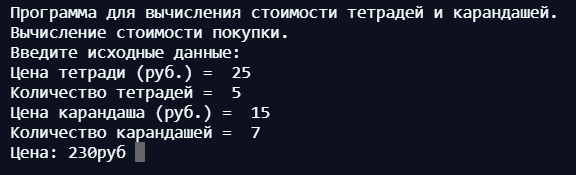 Программа для вычисления стоимости тетрадей и карандашей.
Вычисление стоимости покупки.
Введите исходные данные:
Цена тетради (руб.) =  25
Количество тетрадей =  5
Цена карандаша (руб.) =  15
Количество карандашей =  7
Цена: 230руб